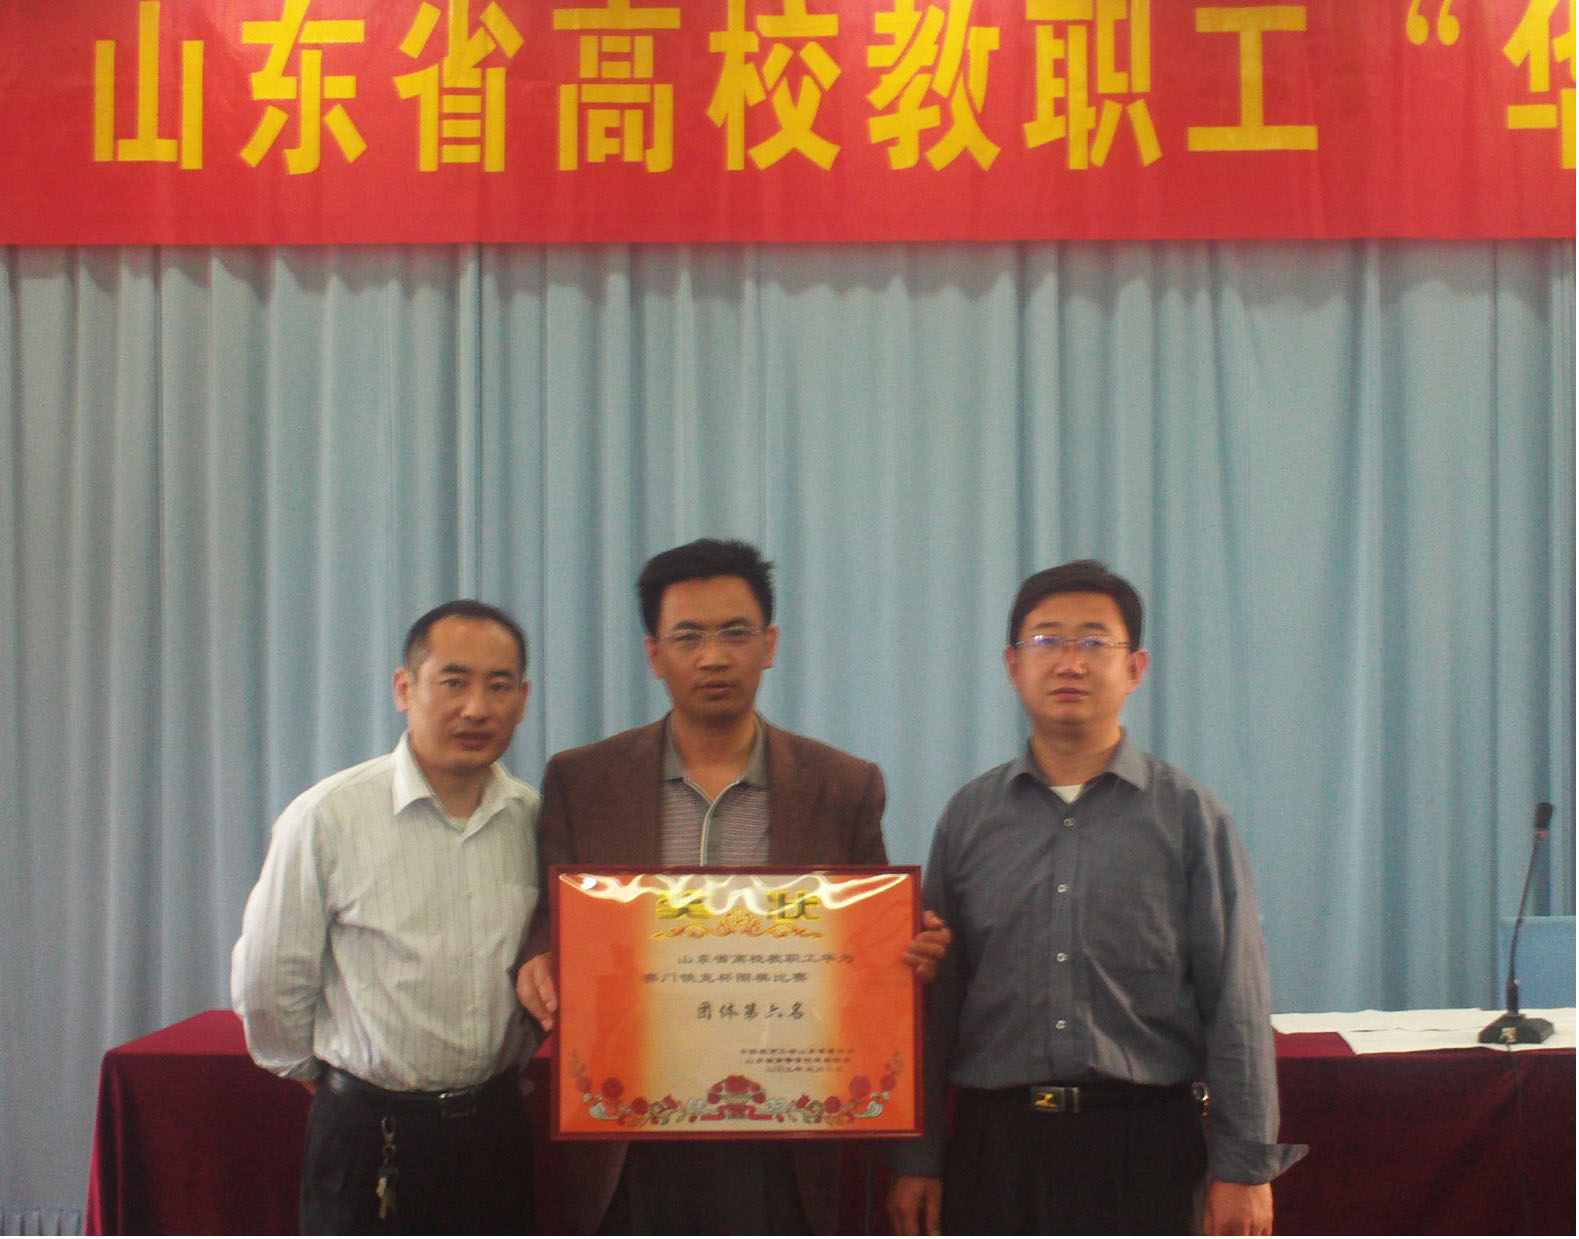 山东省高校教职工“华
奖状
山东省高校教职工华为
赛门铁克杯围棋比赛
团体第六名